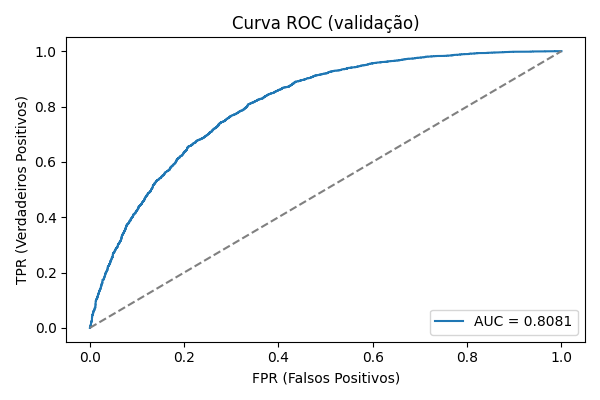 Curva ROC (validação)
TPR (Verdadeiros Positivos)
1.0
0.8
0.6
0.4
0.2
0.0
AUC = 0.8081
0.0 0.2 0.4 0.6 0.8 1.0
FPR (Falsos Positivos)